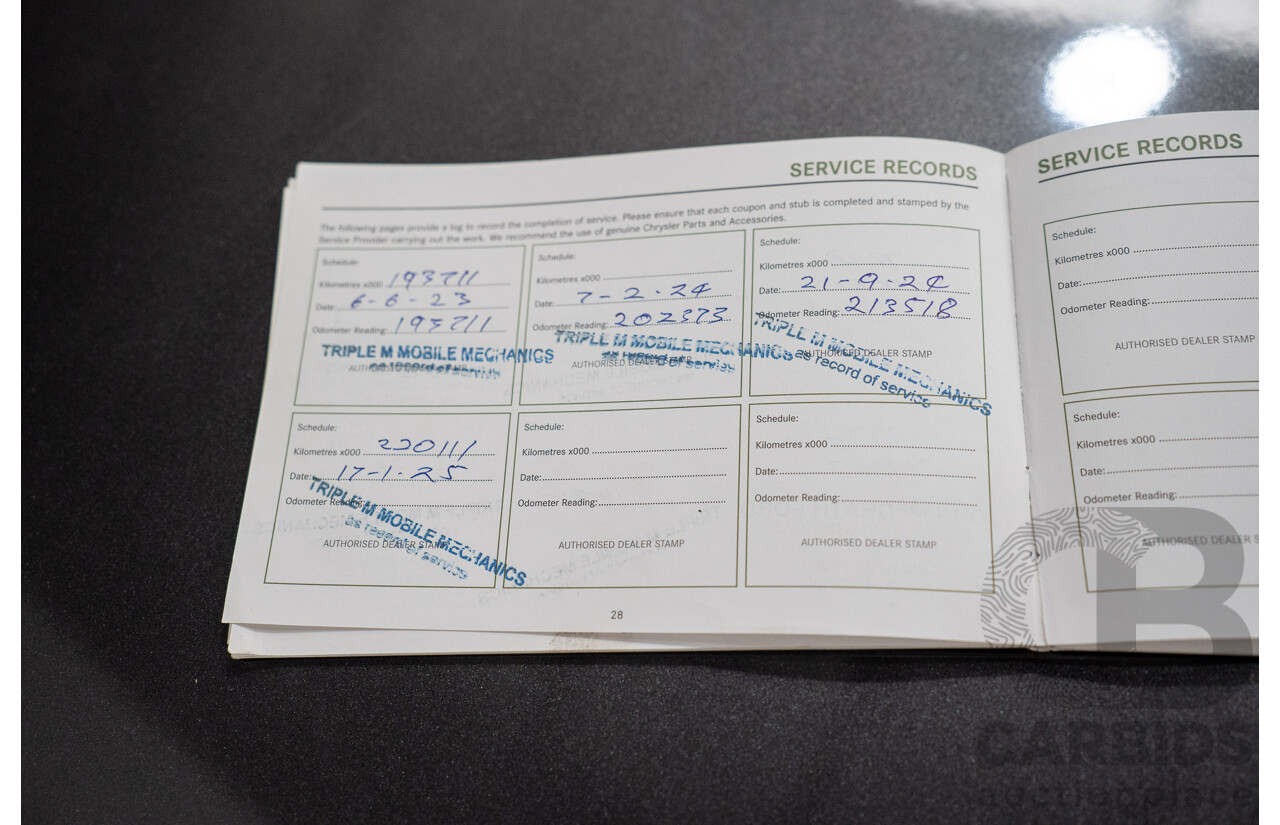 SERVICE RECORDS
The following pages provide a log to record the completion of service. Please ensure that each coupon and stub is completed and stamped by the
Service Provider carrying out the work. We recommend the use of genuine Chrysler Parts and Accessories.
Schedule:
Kilometres x000 193711
Date: 6-6-23
Odometer Reading: 193711
TRIPLE M MOBILE MECHANICS
as record of service
Schedule:
Kilometres x000
Date: 7-2-24
Odometer Reading: 202373
TRIPLE M MOBILE MECHANICS
as record of service
AUTHORISED DEALER STAMP
Schedule:
Kilometres x000
Date: 21-9-24
Odometer Reading: 213518
TRIPLE M MOBILE MECHANICS
as record of service
AUTHORISED DEALER STAMP
Schedule:
Kilometres x000 220111
Date: 17-1-25
Odometer Reading:
TRIPLE M MOBILE MECHANICS
as record of service
AUTHORISED DEALER STAMP
Schedule:
Kilometres x000
Date:
Odometer Reading:
AUTHORISED DEALER STAMP
Schedule:
Kilometres x000
Date:
Odometer Reading:
AUTHORISED DEALER STAMP
28
SERVICE RECORDS
Schedule:
Kilometres x000
Date:
Odometer Reading:
AUTHORISED DEALER STAMP
Schedule:
Kilometres x000
Date:
Odometer Reading:
AUTHORISED DEALER S
CARBIDS
auctionplace